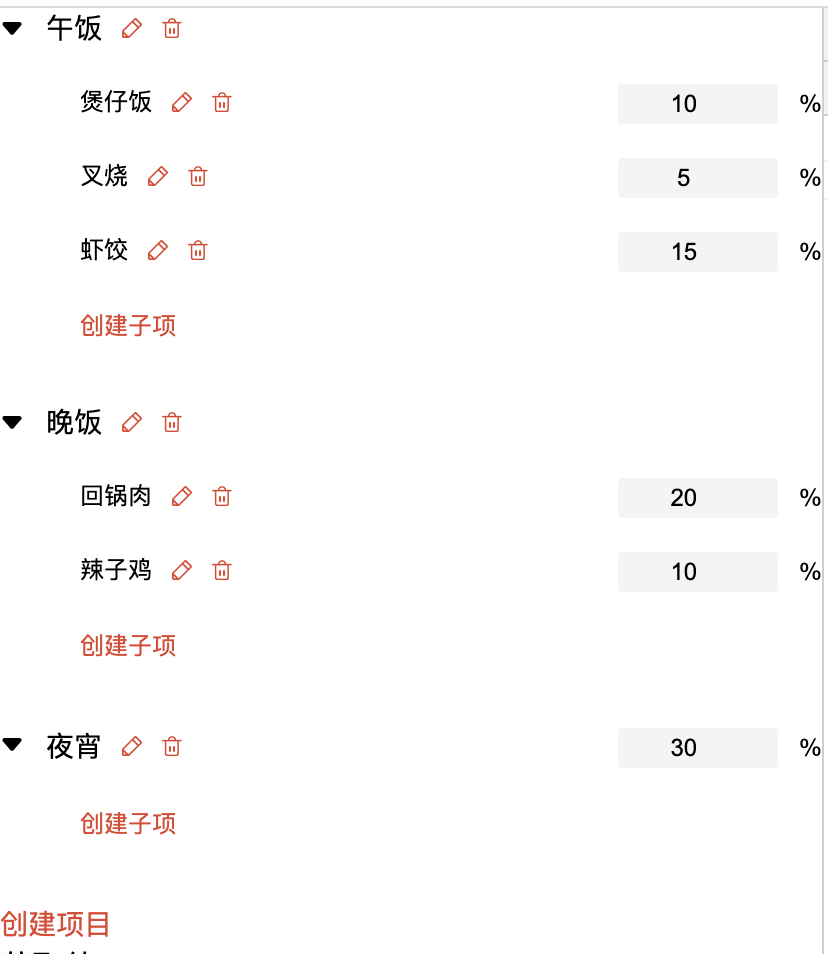 午饭
煲仔饭 10 %
叉烧 5 %
虾饺 15 %
创建子项
晚饭
回锅肉 20 %
辣子鸡 10 %
创建子项
夜宵 30 %
创建子项
创建项目